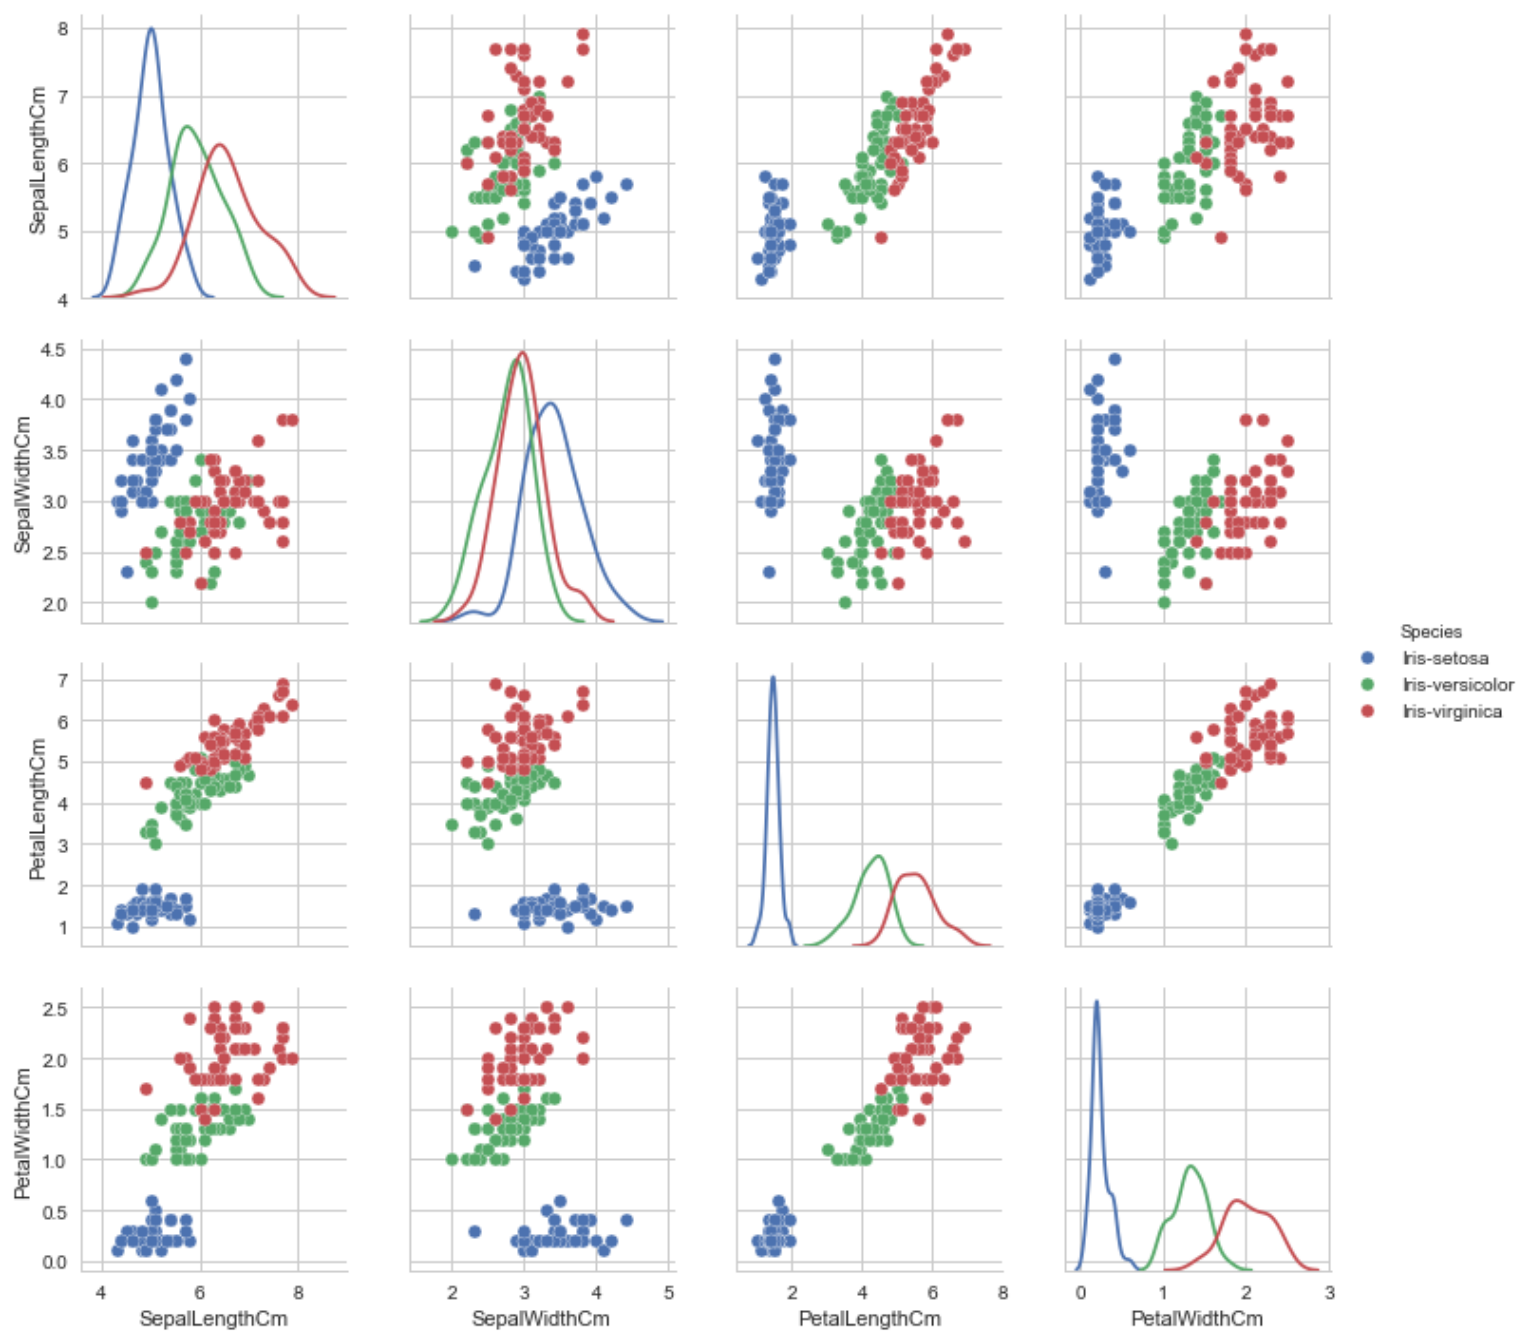 SepalLengthCm
8
7
6
5
4
SepalWidthCm
4.5
4.0
3.5
3.0
2.5
2.0
Species
Iris-setosa
Iris-versicolor
Iris-virginica
PetalLengthCm
7
6
5
4
3
2
1
PetalWidthCm
2.5
2.0
1.5
1.0
0.5
0.0
4 6 8
2 3 4 5
2 4 6 8
0 1 2 3
SepalLengthCm
SepalWidthCm
PetalLengthCm
PetalWidthCm